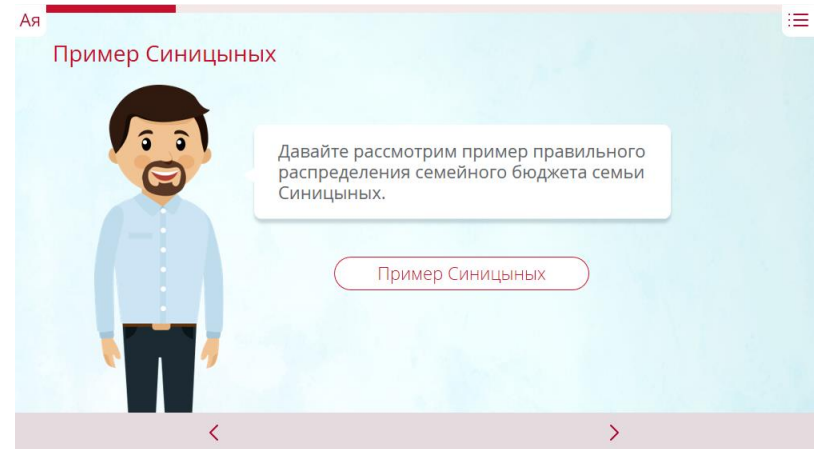 Ая
Пример Синицыных
Давайте рассмотрим пример правильного
распределения семейного бюджета семьи
Синицыных.
Пример Синицыных